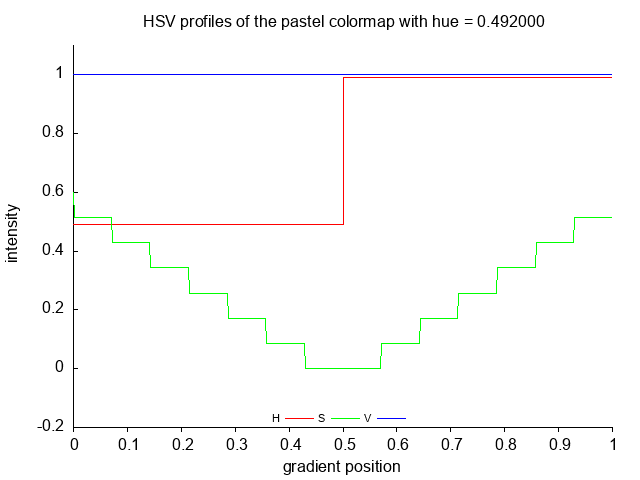 HSV profiles of the pastel colormap with hue = 0.492000
1
0.8
0.6
0.4
0.2
0
-0.2
intensity
H S V
0 0.1 0.2 0.3 0.4 0.5 0.6 0.7 0.8 0.9 1
gradient position